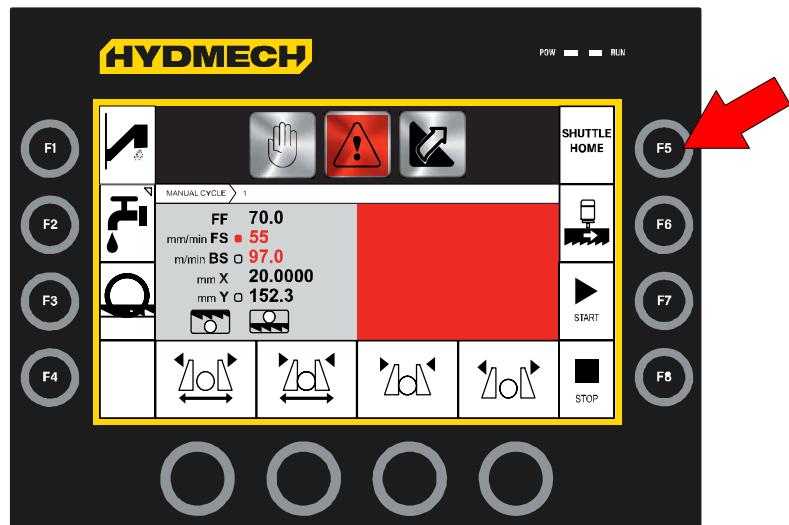 HYDMECH
POW RUN
F1
SHUTTLE
HOME
F5
MANUAL CYCLE 1
F2
FF 70.0
mm/min FS 55
m/min BS 97.0
mm X 20.0000
mm Y 152.3
F6
F3
START
F7
F4
STOP
F8